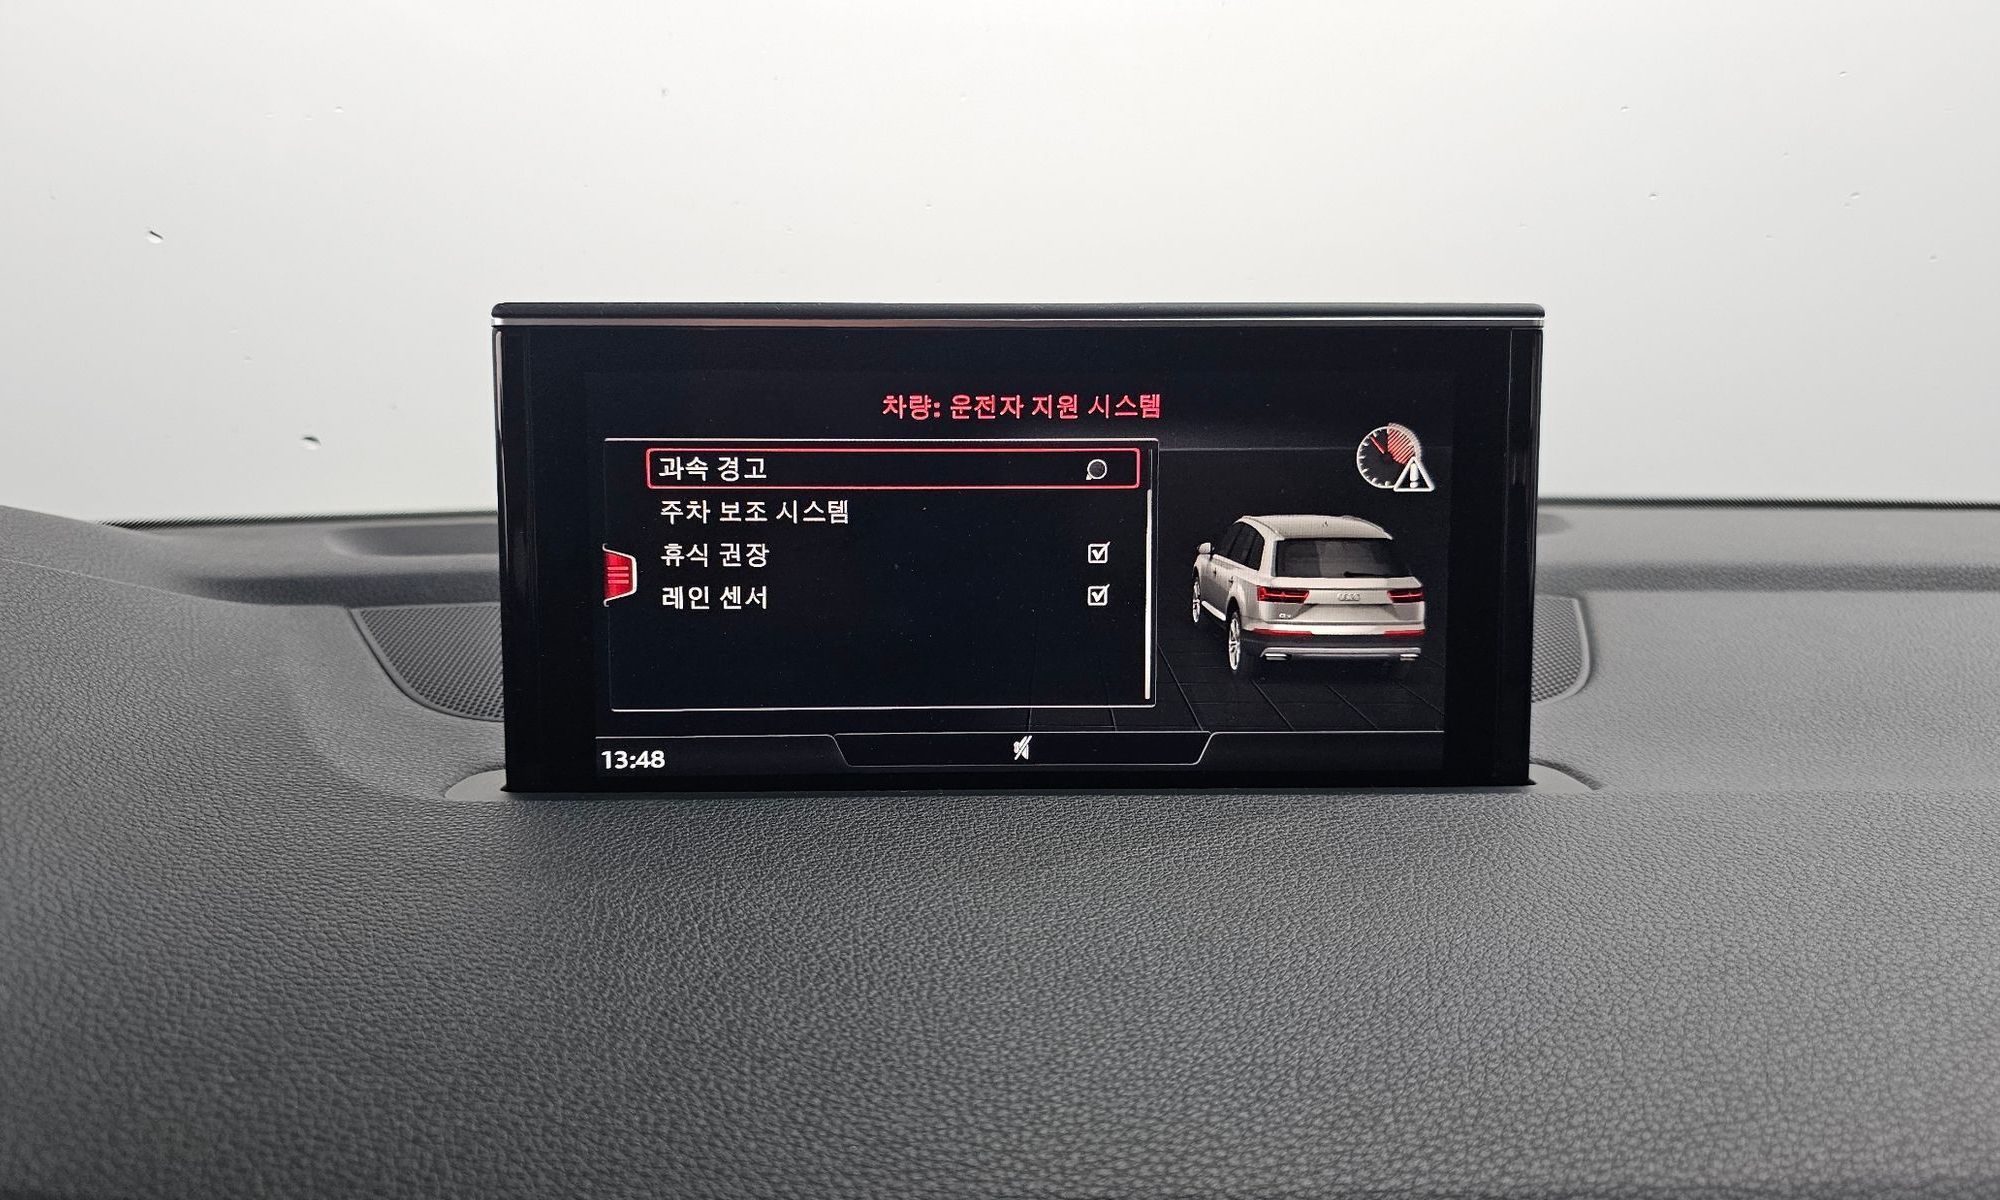 차량: 운전자 지원 시스템
과속 경고
주차 보조 시스템
휴식 권장
레인 센서
13:48